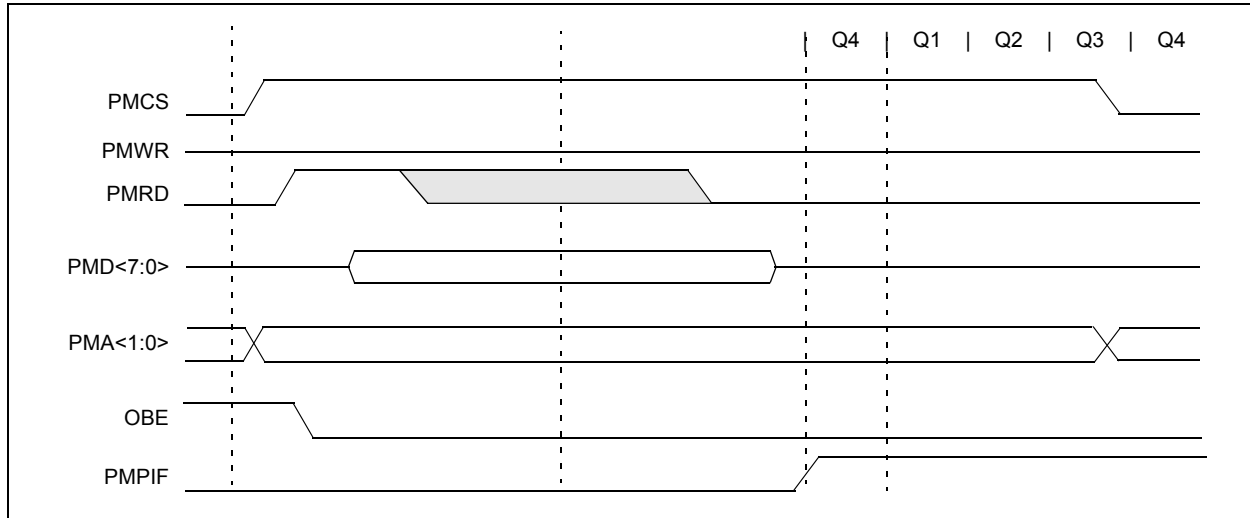 | Q4 | Q1 | Q2 | Q3 | Q4
PMCS
PMWR
PMRD
PMD<7:0>
PMA<1:0>
OBE
PMPIF